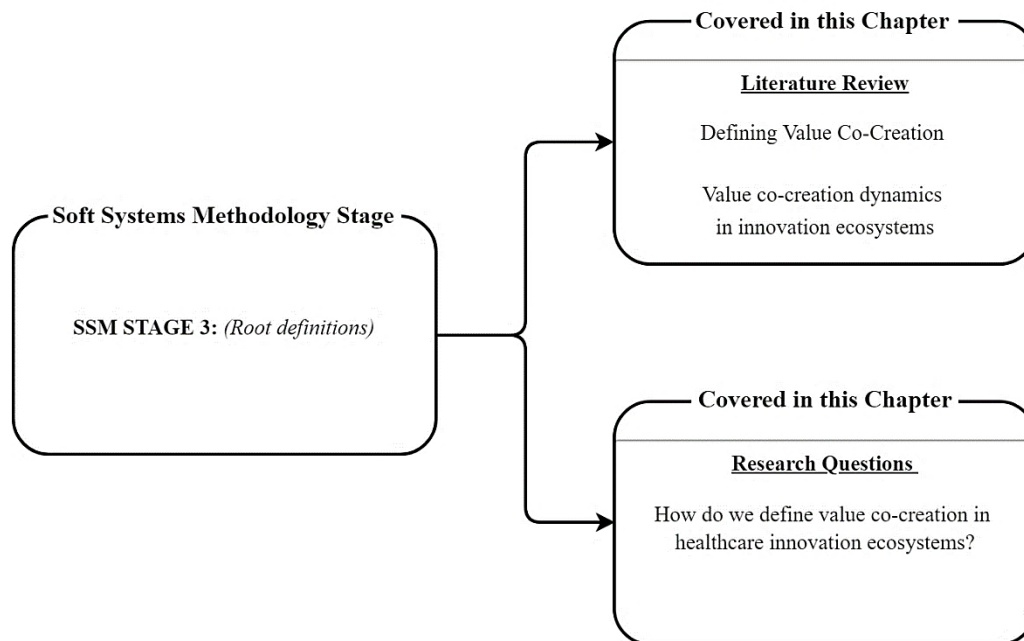 Soft Systems Methodology Stage
SSM STAGE 3: (Root definitions)
Covered in this Chapter
Literature Review
Defining Value Co-Creation
Value co-creation dynamics
in innovation ecosystems
Covered in this Chapter
Research Questions
How do we define value co-creation in
healthcare innovation ecosystems?